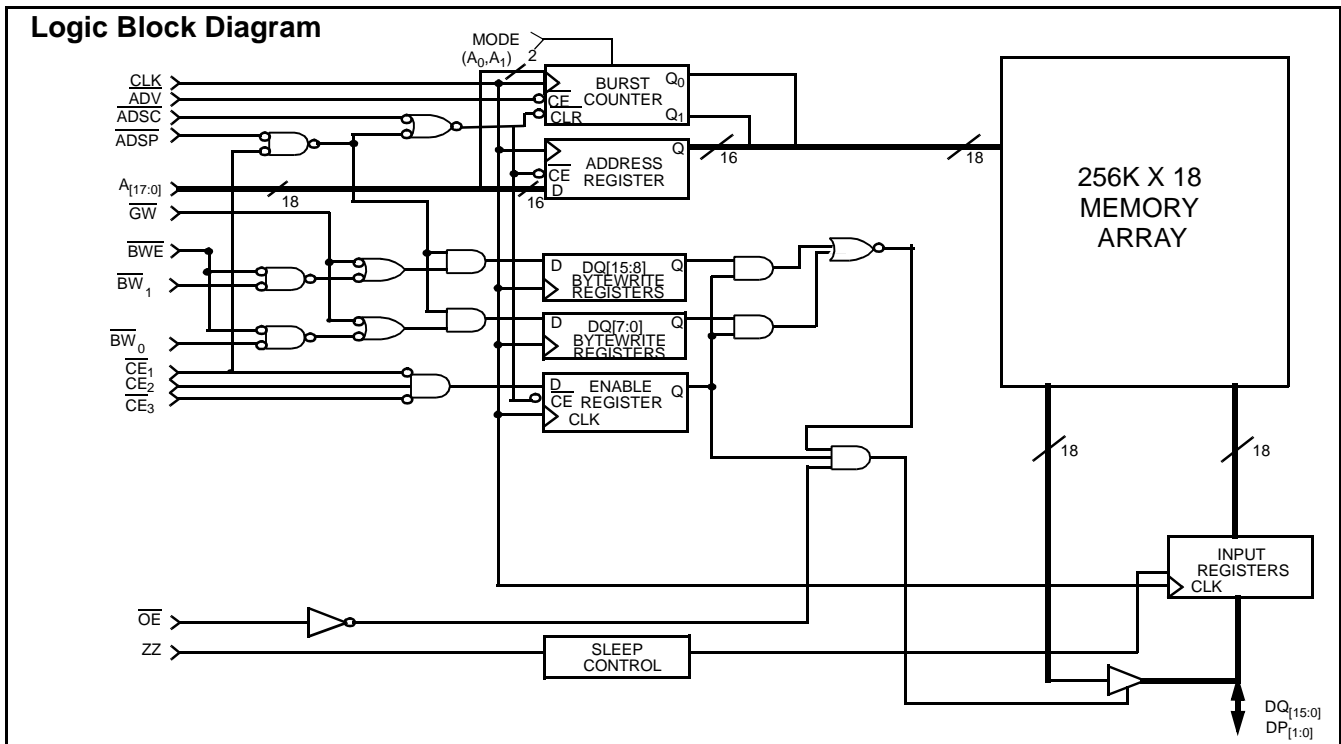 Logic Block Diagram
MODE
(A0,A1) 2
CLK
ADV
ADSC
ADSP
A[17:0]
GW
BWE
BW1
BW0
CE1
CE2
CE3
OE
ZZ
18
16
BURST
COUNTER
CE
CLR
Q0
Q1
ADDRESS
REGISTER
CE
D
Q
16
18
D DQ[15:8] Q
BYTEWRITE
REGISTERS
D DQ[7:0] Q
BYTEWRITE
REGISTERS
D ENABLE Q
CE REGISTER
CLK
SLEEP
CONTROL
256K X 18
MEMORY
ARRAY
18
18
INPUT
REGISTERS
CLK
DQ[15:0]
DP[1:0]